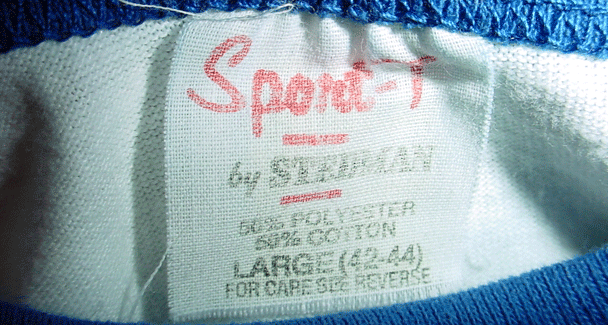 Sport-T
by STEDMAN
50% POLYESTER
50% COTTON
LARGE (42-44)
FOR CARE SEE REVERSE